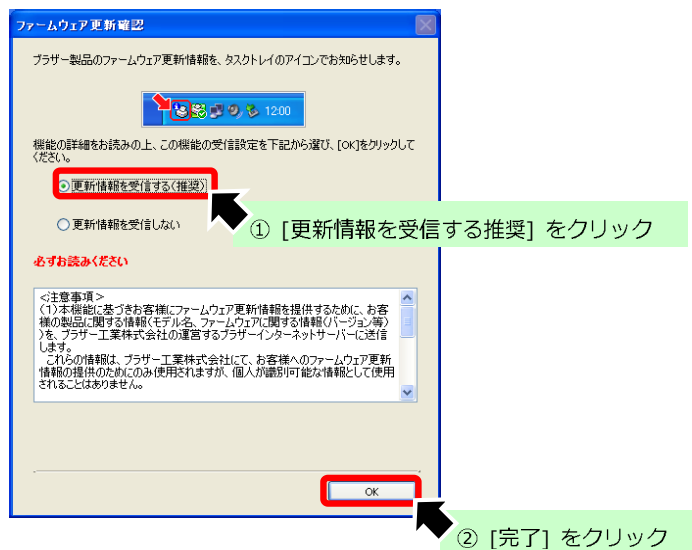 ファームウェア更新確認
ブラザー製品のファームウェア更新情報を、タスクトレイのアイコンでお知らせします。
12:00
機能の詳細をお読みの上、この機能の受信設定を下記から選び、[OK]をクリックして
ください。
更新情報を受信する(推奨)
① [更新情報を受信する推奨] をクリック
更新情報を受信しない
必ずお読みください
<注意事項>
(1)本機能に基づきお客様にファームウェア更新情報を提供するために、お客
様の製品に関する情報(モデル名、ファームウェアに関する情報(バージョン等)
)を、ブラザー工業株式会社の運営するブラザーインターネットサーバーに送信
します。
これらの情報は、ブラザー工業株式会社にて、お客様へのファームウェア更新
情報の提供のためにのみ使用されますが、個人が識別可能な情報として使用
されることはありません。
OK
② [完了] をクリック